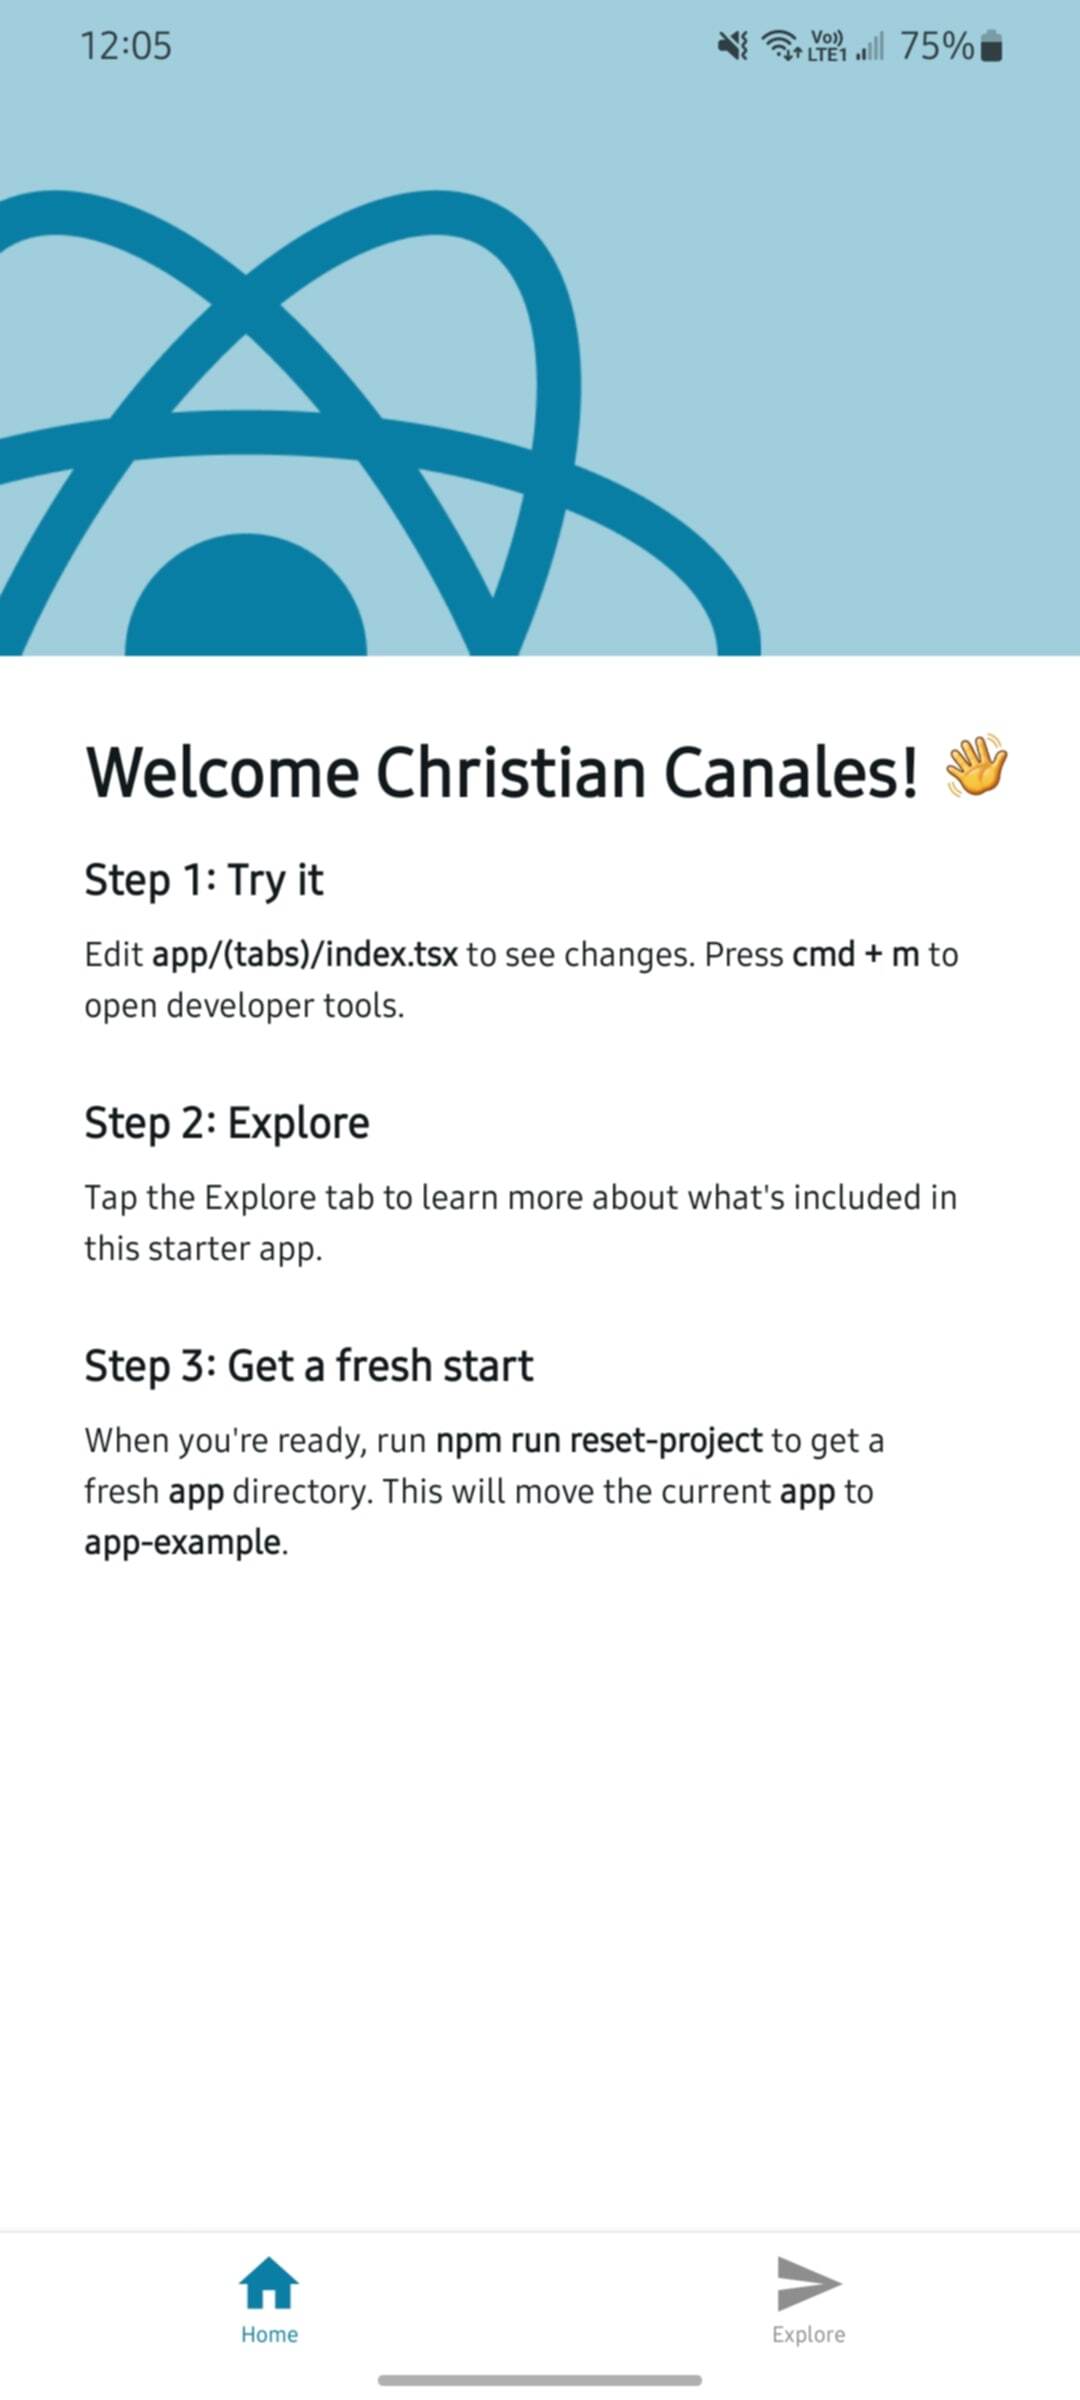 12:05
Vo)) LTE1 75%
Welcome Christian Canales! 👋
Step 1: Try it
Edit app/(tabs)/index.tsx to see changes. Press cmd + m to
open developer tools.
Step 2: Explore
Tap the Explore tab to learn more about what's included in
this starter app.
Step 3: Get a fresh start
When you're ready, run npm run reset-project to get a
fresh app directory. This will move the current app to
app-example.
Home
Explore